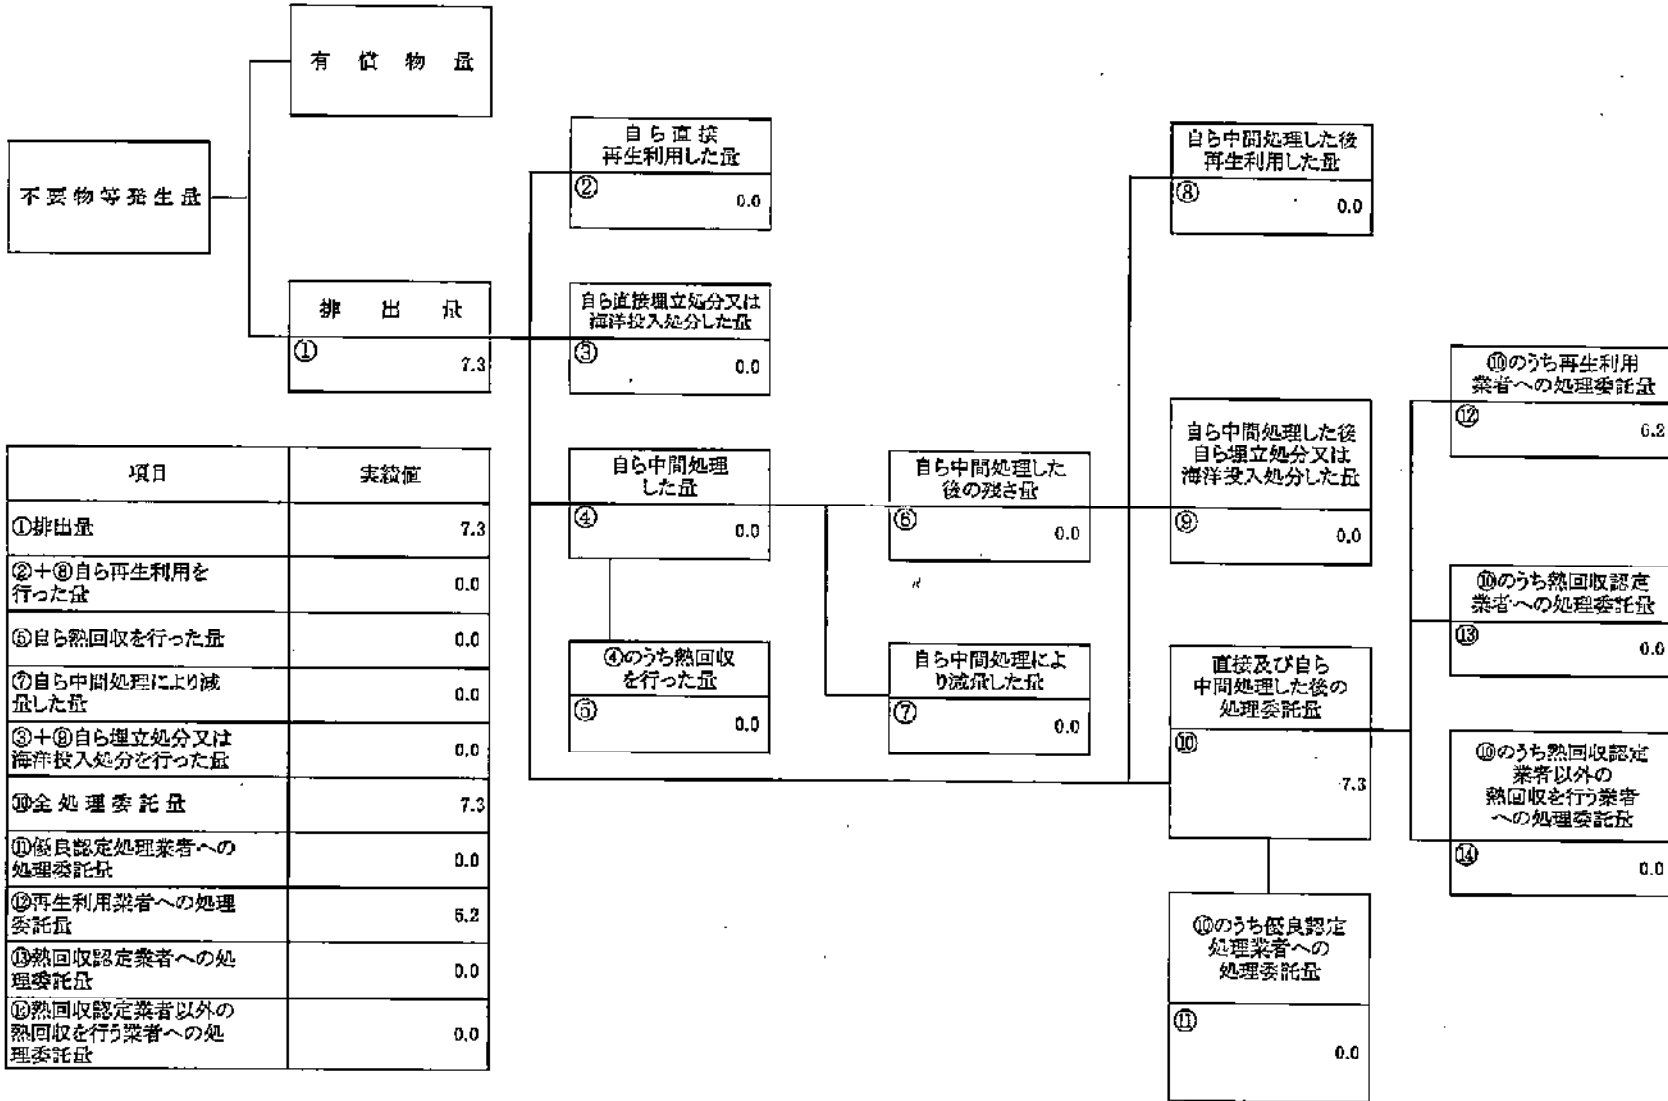 有償物量
不要物等発生量
排出量
①
7.3
自ら直接
再生利用した量
②
0.0
自ら直接埋立処分又は
海洋投入処分した量
③
0.0
自ら中間処理
した量
④
0.0
④のうち熱回収
を行った量
⑤
0.0
自ら中間処理した
後の残さ量
⑥
0.0
自ら中間処理によ
り減量した量
⑦
0.0
自ら中間処理した後
再生利用した量
⑧
0.0
自ら中間処理した後
自ら埋立処分又は
海洋投入処分した量
⑨
0.0
直接及び自ら
中間処理した後の
処理委託量
⑩
7.3
⑩のうち優良認定
処理業者への
処理委託量
⑪
0.0
⑩のうち再生利用
業者への処理委託量
⑫
6.2
⑩のうち熱回収認定
業者への処理委託量
⑬
0.0
⑩のうち熱回収認定
業者以外の
熱回収を行う業者
への処理委託量
⑭
0.0
項目 実績値
①排出量 7.3
②+⑧自ら再生利用を
行った量 0.0
⑤自ら熱回収を行った量 0.0
⑦自ら中間処理により減
量した量 0.0
③+⑨自ら埋立処分又は
海洋投入処分を行った量 0.0
⑩全処理委託量 7.3
⑪優良認定処理業者への
処理委託量 0.0
⑫再生利用業者への処理
委託量 6.2
⑬熱回収認定業者への処
理委託量 0.0
⑭熱回収認定業者以外の
熱回収を行う業者への処
理委託量 0.0